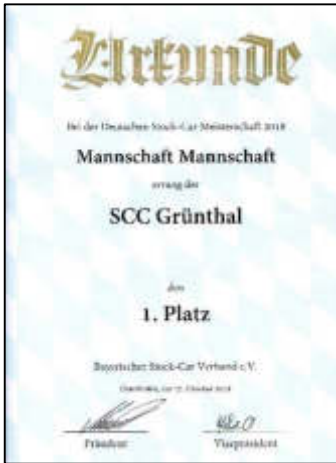 Urkunde
Bei der Deutschen Stock-Car Meisterschaft 2018
Mannschaft Mannschaft
errang der
SCC Grünthal
den
1. Platz
Bayerischer Stock-Car Verband e.V.
Präsident Vizepräsident